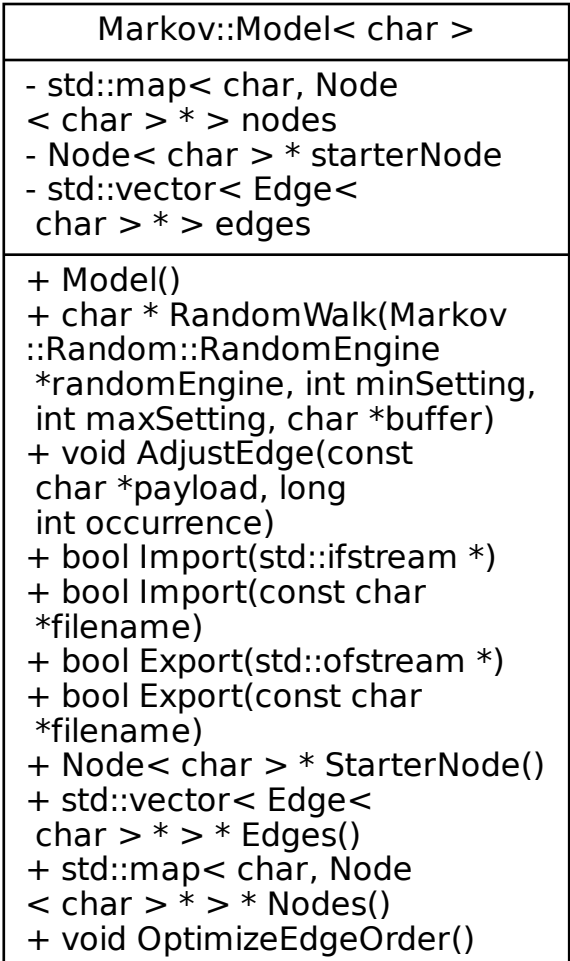 Markov::Model< char >
- std::map< char, Node
< char > * > nodes
- Node< char > * starterNode
- std::vector< Edge<
char > * > edges
+ Model()
+ char * RandomWalk(Markov
::Random::RandomEngine
*randomEngine, int minSetting,
int maxSetting, char *buffer)
+ void AdjustEdge(const
char *payload, long
int occurrence)
+ bool Import(std::ifstream *)
+ bool Import(const char
*filename)
+ bool Export(std::ofstream *)
+ bool Export(const char
*filename)
+ Node< char > * StarterNode()
+ std::vector< Edge<
char > * > * Edges()
+ std::map< char, Node
< char > * > * Nodes()
+ void OptimizeEdgeOrder()